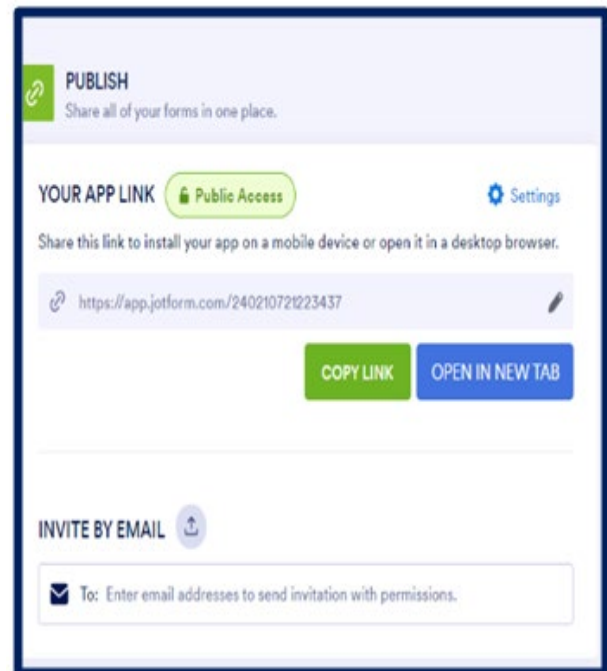 PUBLISH
Share all of your forms in one place.
YOUR APP LINK
Public Access
Settings
Share this link to install your app on a mobile device or open it in a desktop browser.
https://app.jotform.com/240210721223437
COPY LINK
OPEN IN NEW TAB
INVITE BY EMAIL
To: Enter email addresses to send invitation with permissions.